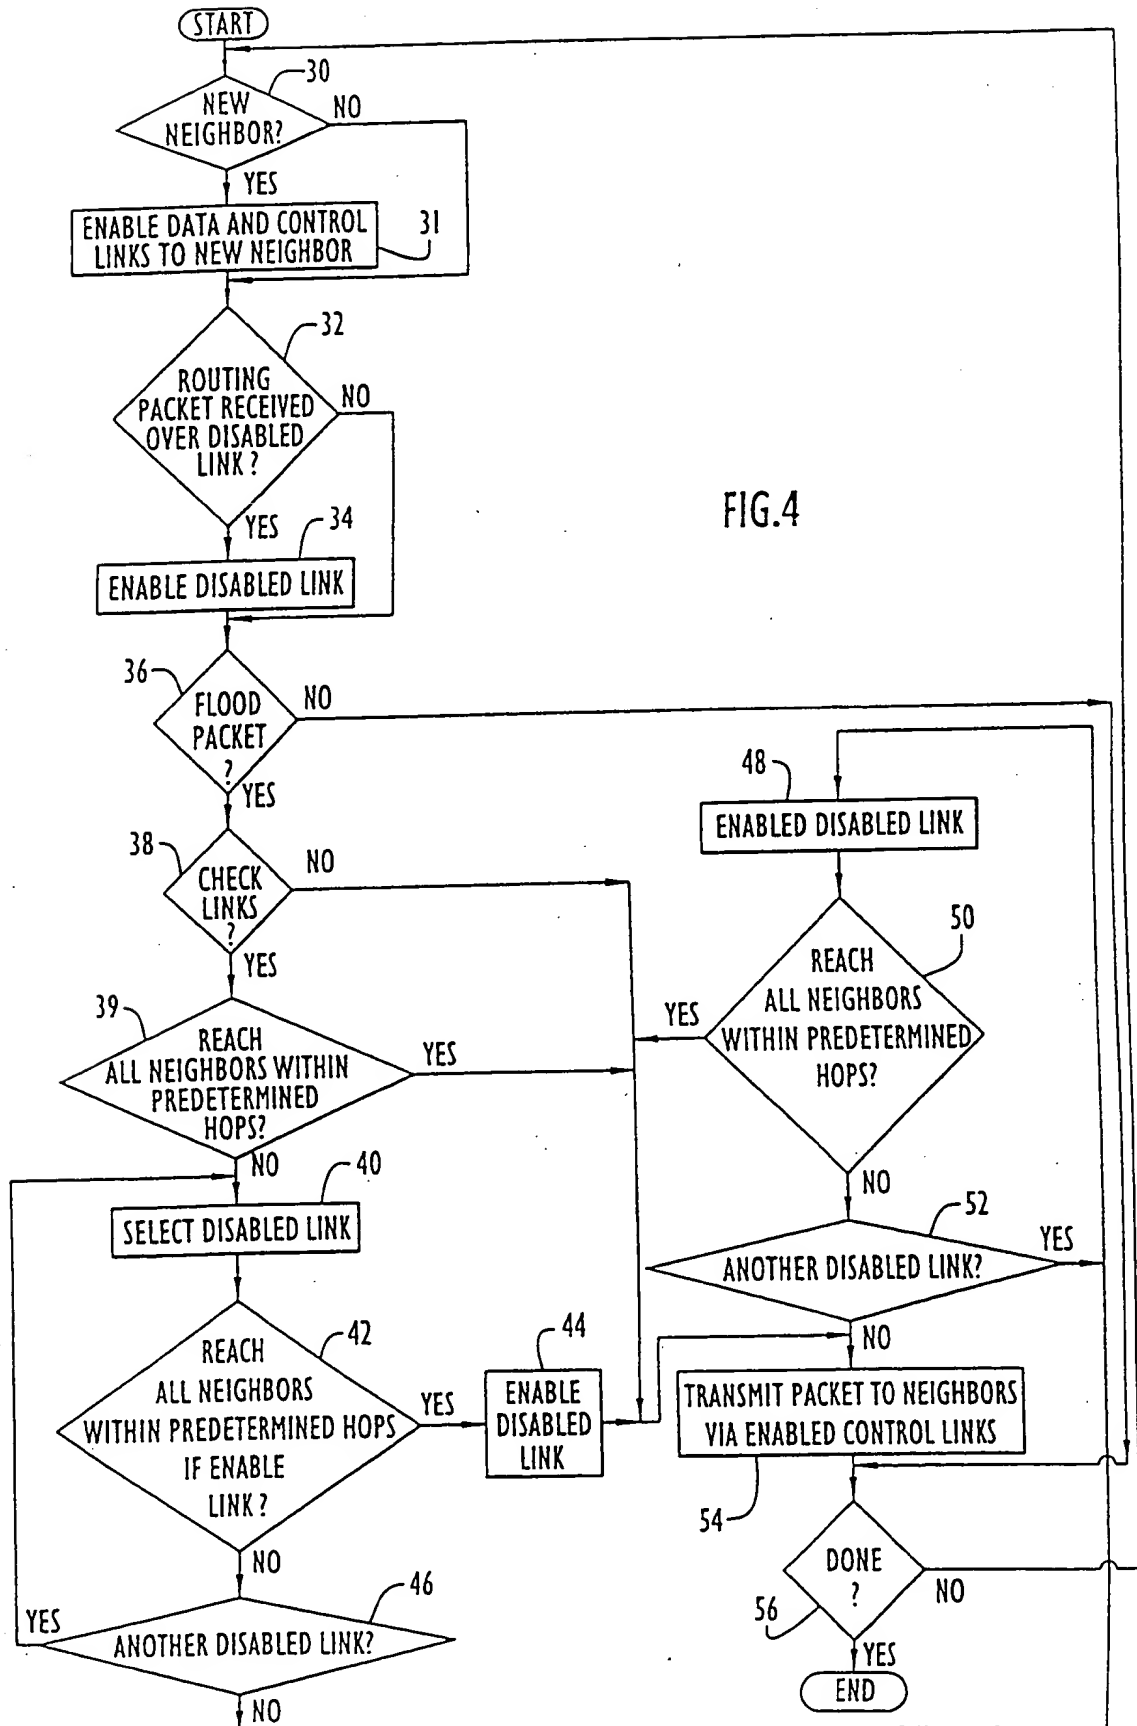 START
30
NEW
NEIGHBOR?
NO
YES
ENABLE DATA AND CONTROL
LINKS TO NEW NEIGHBOR
31
32
ROUTING
PACKET RECEIVED
OVER DISABLED
LINK ?
NO
YES
34
ENABLE DISABLED LINK
FIG.4
36
FLOOD
PACKET
?
NO
YES
38
CHECK
LINKS
?
NO
YES
39
REACH
ALL NEIGHBORS WITHIN
PREDETERMINED
HOPS?
YES
NO
40
SELECT DISABLED LINK
42
REACH
ALL NEIGHBORS
WITHIN PREDETERMINED HOPS
IF ENABLE
LINK ?
YES
NO
44
ENABLE
DISABLED
LINK
46
ANOTHER DISABLED LINK?
YES
NO
48
ENABLED DISABLED LINK
50
REACH
ALL NEIGHBORS
WITHIN PREDETERMINED
HOPS?
YES
NO
52
ANOTHER DISABLED LINK?
YES
NO
TRANSMIT PACKET TO NEIGHBORS
VIA ENABLED CONTROL LINKS
54
DONE
?
56
NO
YES
END